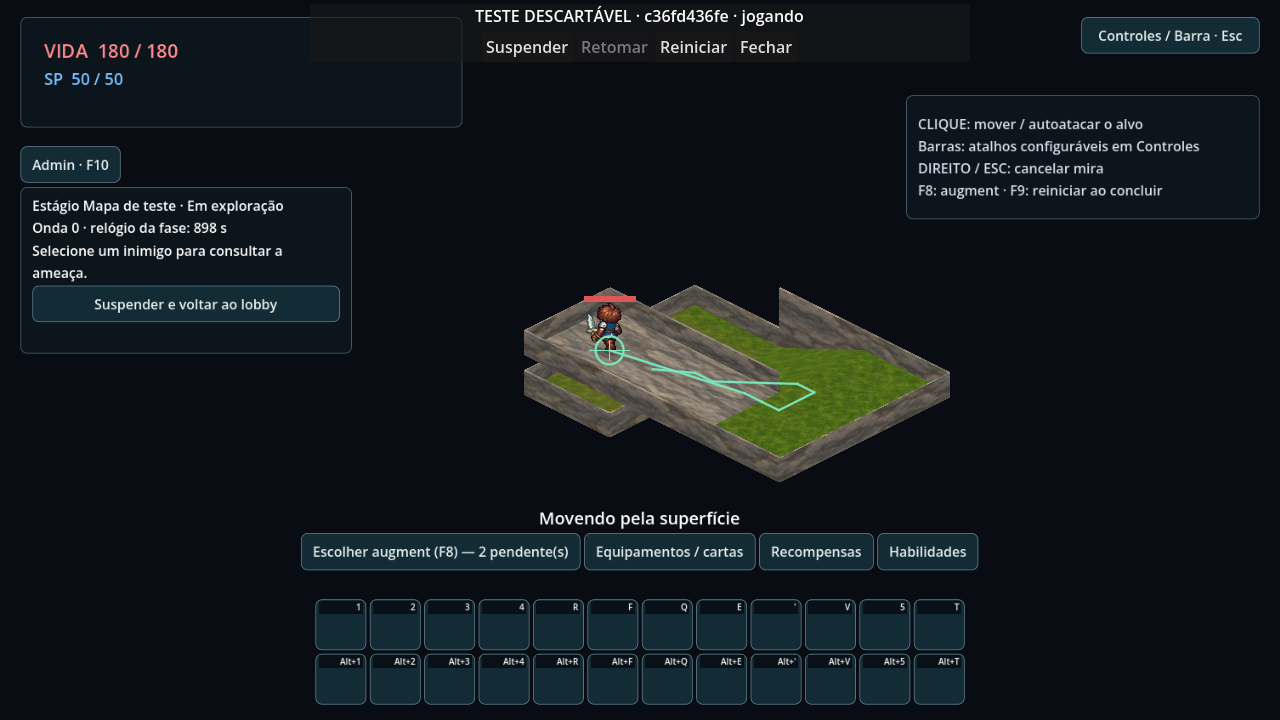 TESTE DESCARTÁVEL · c36fd436fe · jogando
Suspender Retomar Reiniciar Fechar
VIDA 180 / 180
SP 50 / 50
Controles / Barra · Esc
CLIQUE: mover / autoatacar o alvo
Barras: atalhos configuráveis em Controles
DIREITO / ESC: cancelar mira
F8: augment · F9: reiniciar ao concluir
Admin · F10
Estágio Mapa de teste · Em exploração
Onda 0 · relógio da fase: 898 s
Selecione um inimigo para consultar a
ameaça.
Suspender e voltar ao lobby
Movendo pela superfície
Escolher augment (F8) — 2 pendente(s) Equipamentos / cartas Recompensas Habilidades
1 2 3 4 R F Q E ' V 5 T
Alt+1 Alt+2 Alt+3 Alt+4 Alt+R Alt+F Alt+Q Alt+E Alt+' Alt+V Alt+5 Alt+T